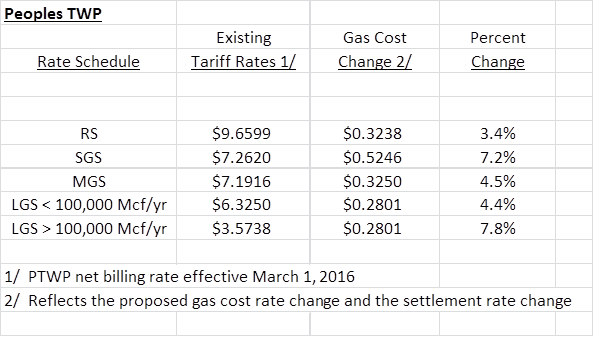 Peoples TWP
Existing Gas Cost Percent
Rate Schedule Tariff Rates 1/ Change 2/ Change
RS $9.6599 $0.3238 3.4%
SGS $7.2620 $0.5246 7.2%
MGS $7.1916 $0.3250 4.5%
LGS < 100,000 Mcf/yr $6.3250 $0.2801 4.4%
LGS > 100,000 Mcf/yr $3.5738 $0.2801 7.8%
1/ PTWP net billing rate effective March 1, 2016
2/ Reflects the proposed gas cost rate change and the settlement rate change